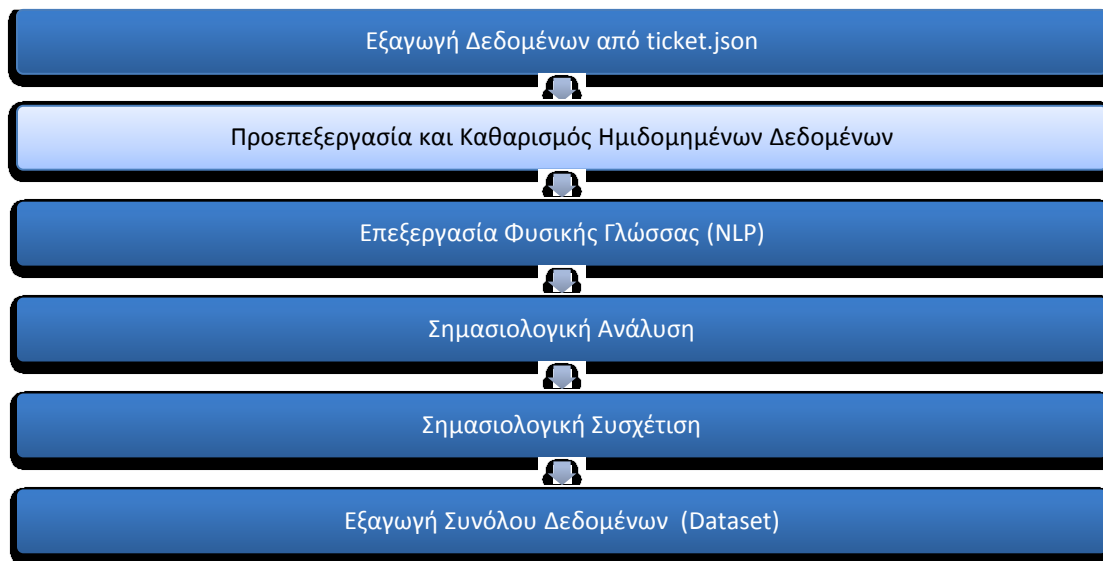 Εξαγωγή Δεδομένων από ticket.json
Προεπεξεργασία και Καθαρισμός Ημιδομημένων Δεδομένων
Επεξεργασία Φυσικής Γλώσσας (NLP)
Σημασιολογική Ανάλυση
Σημασιολογική Συσχέτιση
Εξαγωγή Συνόλου Δεδομένων (Dataset)